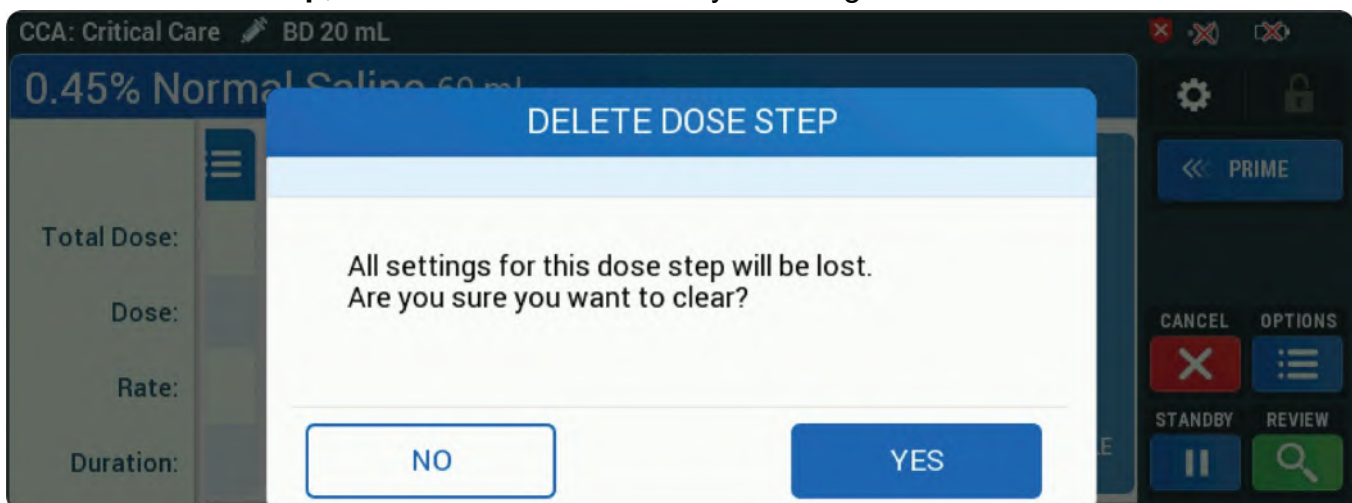 CCA: Critical Care BD 20 mL
0.45% Normal Saline 60 mL
DELETE DOSE STEP
PRIME
Total Dose:
All settings for this dose step will be lost.
Are you sure you want to clear?
Dose:
CANCEL OPTIONS
Rate:
STANDBY REVIEW
Duration:
NO
YES